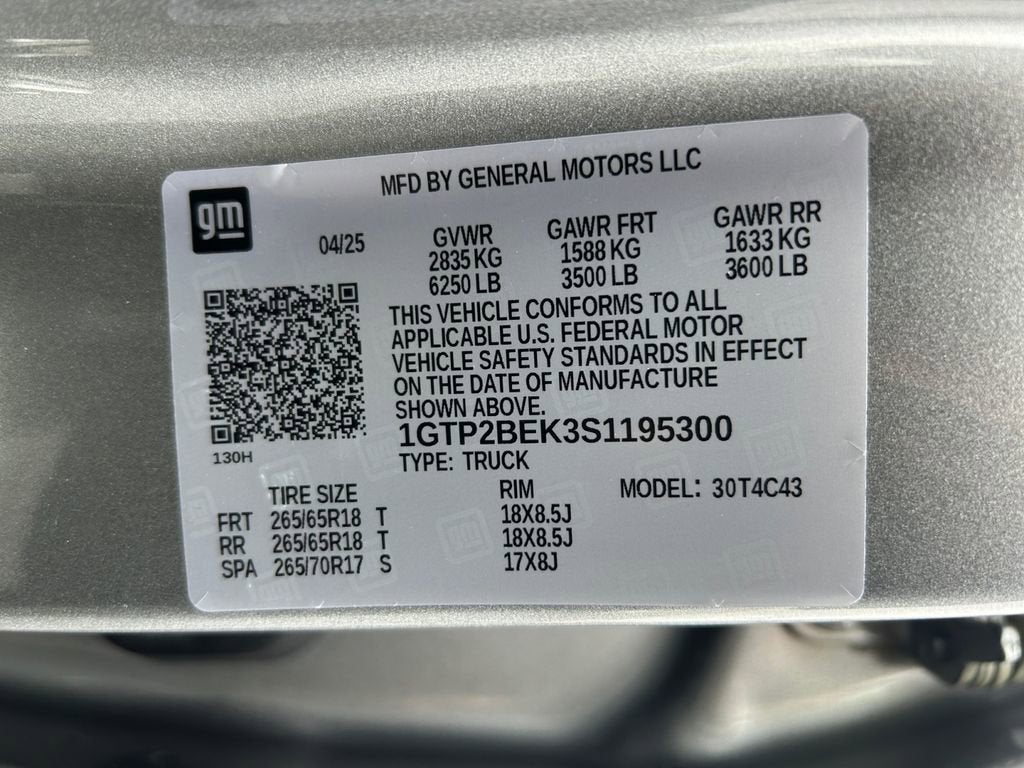 MFD BY GENERAL MOTORS LLC
gm
04/25
GVWR GAWR FRT GAWR RR
2835 KG 1588 KG 1633 KG
6250 LB 3500 LB 3600 LB
THIS VEHICLE CONFORMS TO ALL
APPLICABLE U.S. FEDERAL MOTOR
VEHICLE SAFETY STANDARDS IN EFFECT
ON THE DATE OF MANUFACTURE
SHOWN ABOVE.
1GTP2BEK3S1195300
130H
TYPE: TRUCK
TIRE SIZE RIM MODEL: 30T4C43
FRT 265/65R18 T 18X8.5J
RR 265/65R18 T 18X8.5J
SPA 265/70R17 S 17X8J